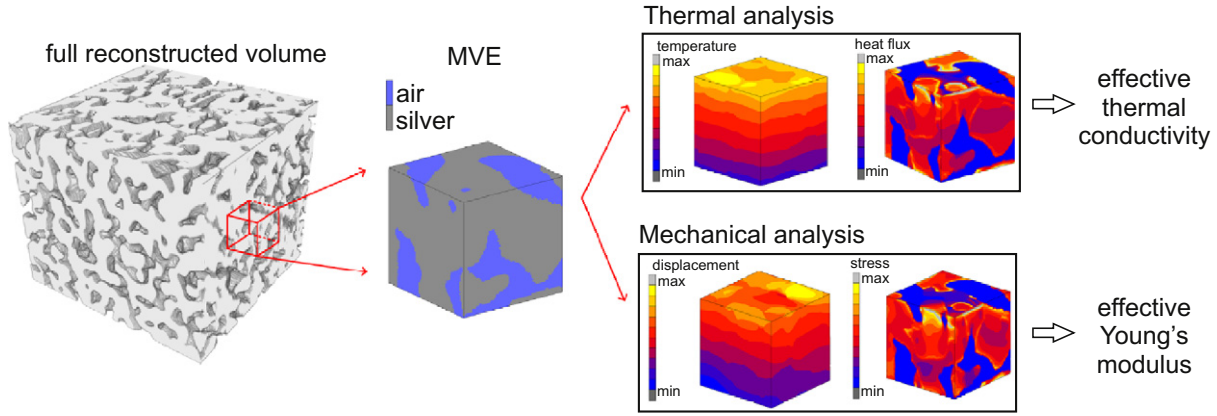 full reconstructed volume
MVE
air
silver
Thermal analysis
temperature
max
min
heat flux
max
min
effective
thermal
conductivity
Mechanical analysis
displacement
max
min
stress
max
min
effective
Young's
modulus